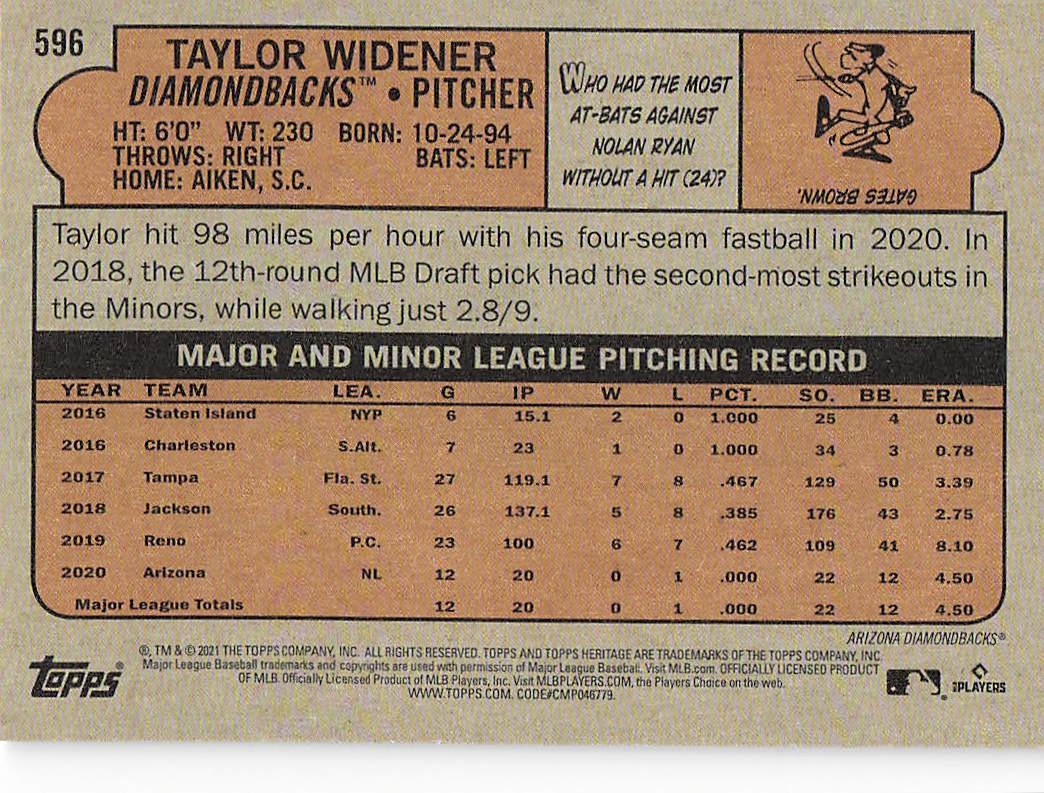 596
TAYLOR WIDENER
DIAMONDBACKS™ • PITCHER
HT: 6'0" WT: 230 BORN: 10-24-94
THROWS: RIGHT BATS: LEFT
HOME: AIKEN, S.C.
WHO HAD THE MOST
AT-BATS AGAINST
NOLAN RYAN
WITHOUT A HIT (24)?
GATES BROWN.
Taylor hit 98 miles per hour with his four-seam fastball in 2020. In
2018, the 12th-round MLB Draft pick had the second-most strikeouts in
the Minors, while walking just 2.8/9.
MAJOR AND MINOR LEAGUE PITCHING RECORD
YEAR TEAM LEA. G IP W L PCT. SO. BB. ERA.
2016 Staten Island NYP 6 15.1 2 0 1.000 25 4 0.00
2016 Charleston S.Alt. 7 23 1 0 1.000 34 3 0.78
2017 Tampa Fla. St. 27 119.1 7 8 .467 129 50 3.39
2018 Jackson South. 26 137.1 5 8 .385 176 43 2.75
2019 Reno P.C. 23 100 6 7 .462 109 41 8.10
2020 Arizona NL 12 20 0 1 .000 22 12 4.50
Major League Totals 12 20 0 1 .000 22 12 4.50
ARIZONA DIAMONDBACKS®
®, TM & © 2021 THE TOPPS COMPANY, INC. ALL RIGHTS RESERVED. TOPPS AND TOPPS HERITAGE ARE TRADEMARKS OF THE TOPPS COMPANY, INC.
Major League Baseball trademarks and copyrights are used with permission of Major League Baseball. Visit MLB.com. OFFICIALLY LICENSED PRODUCT
OF MLB. Officially Licensed Product of MLB Players, Inc. Visit MLBPLAYERS.COM, the Players Choice on the web.
WWW.TOPPS.COM. CODE#CMP046779.
Topps®
PLAYERS